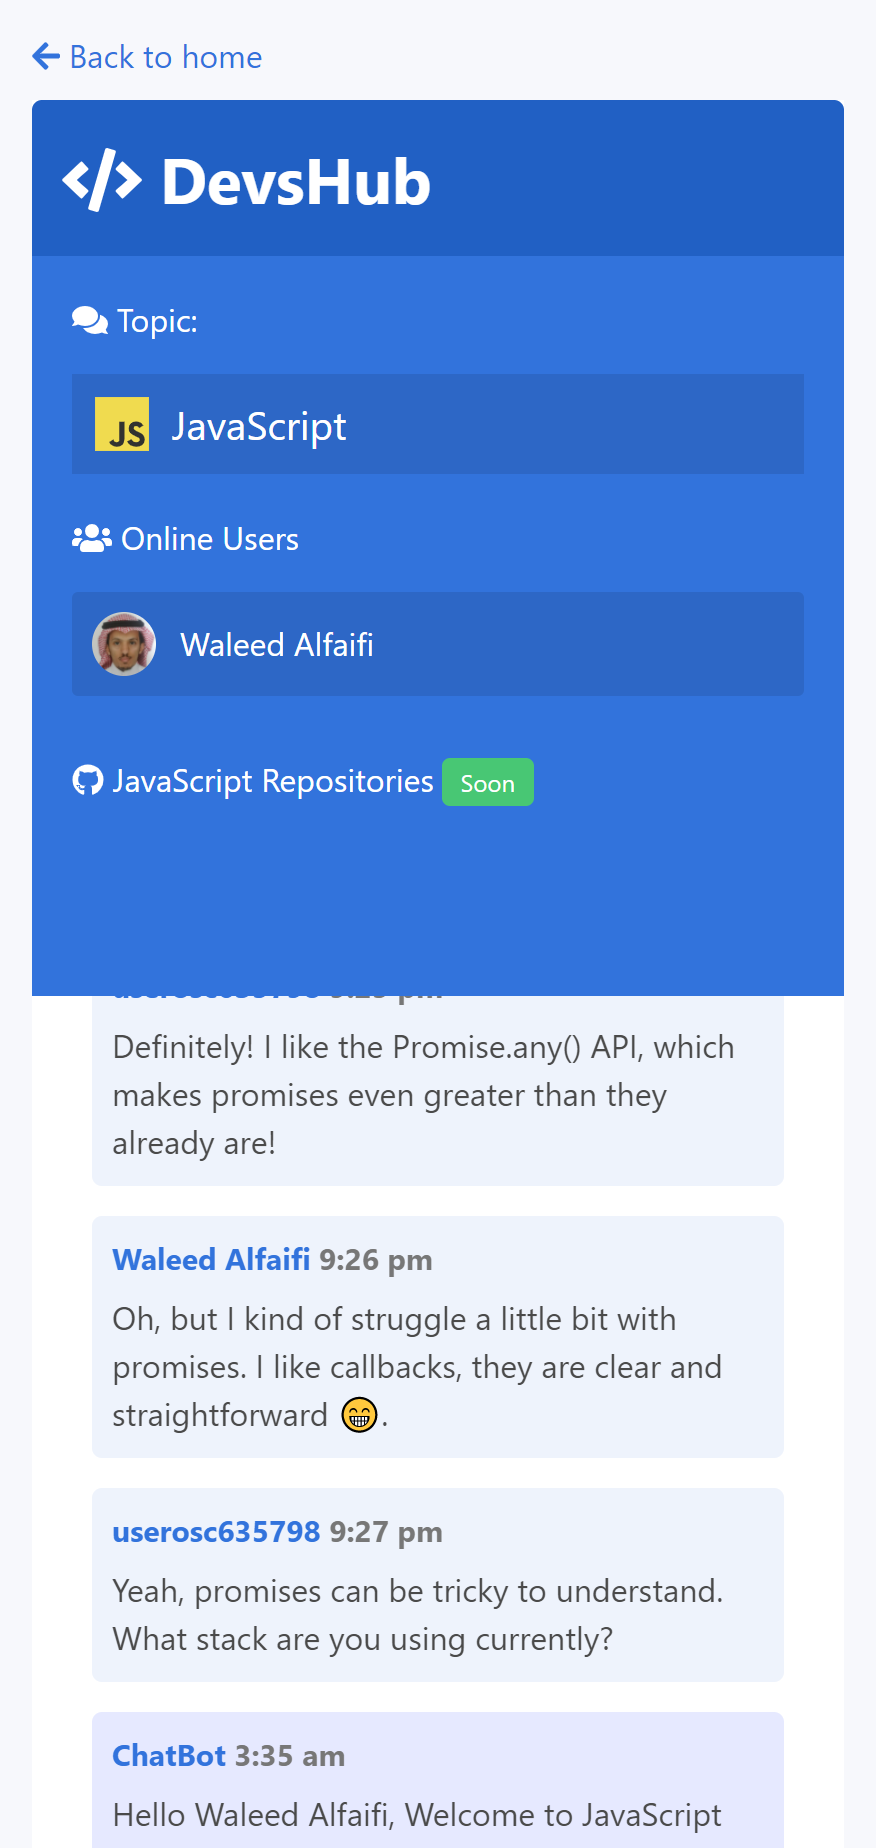 Back to home
</> DevsHub
Topic:
JS JavaScript
Online Users
Waleed Alfaifi
JavaScript Repositories Soon
Definitely! I like the Promise.any() API, which
makes promises even greater than they
already are!
Waleed Alfaifi 9:26 pm
Oh, but I kind of struggle a little bit with
promises. I like callbacks, they are clear and
straightforward 😁.
userosc635798 9:27 pm
Yeah, promises can be tricky to understand.
What stack are you using currently?
ChatBot 3:35 am
Hello Waleed Alfaifi, Welcome to JavaScript